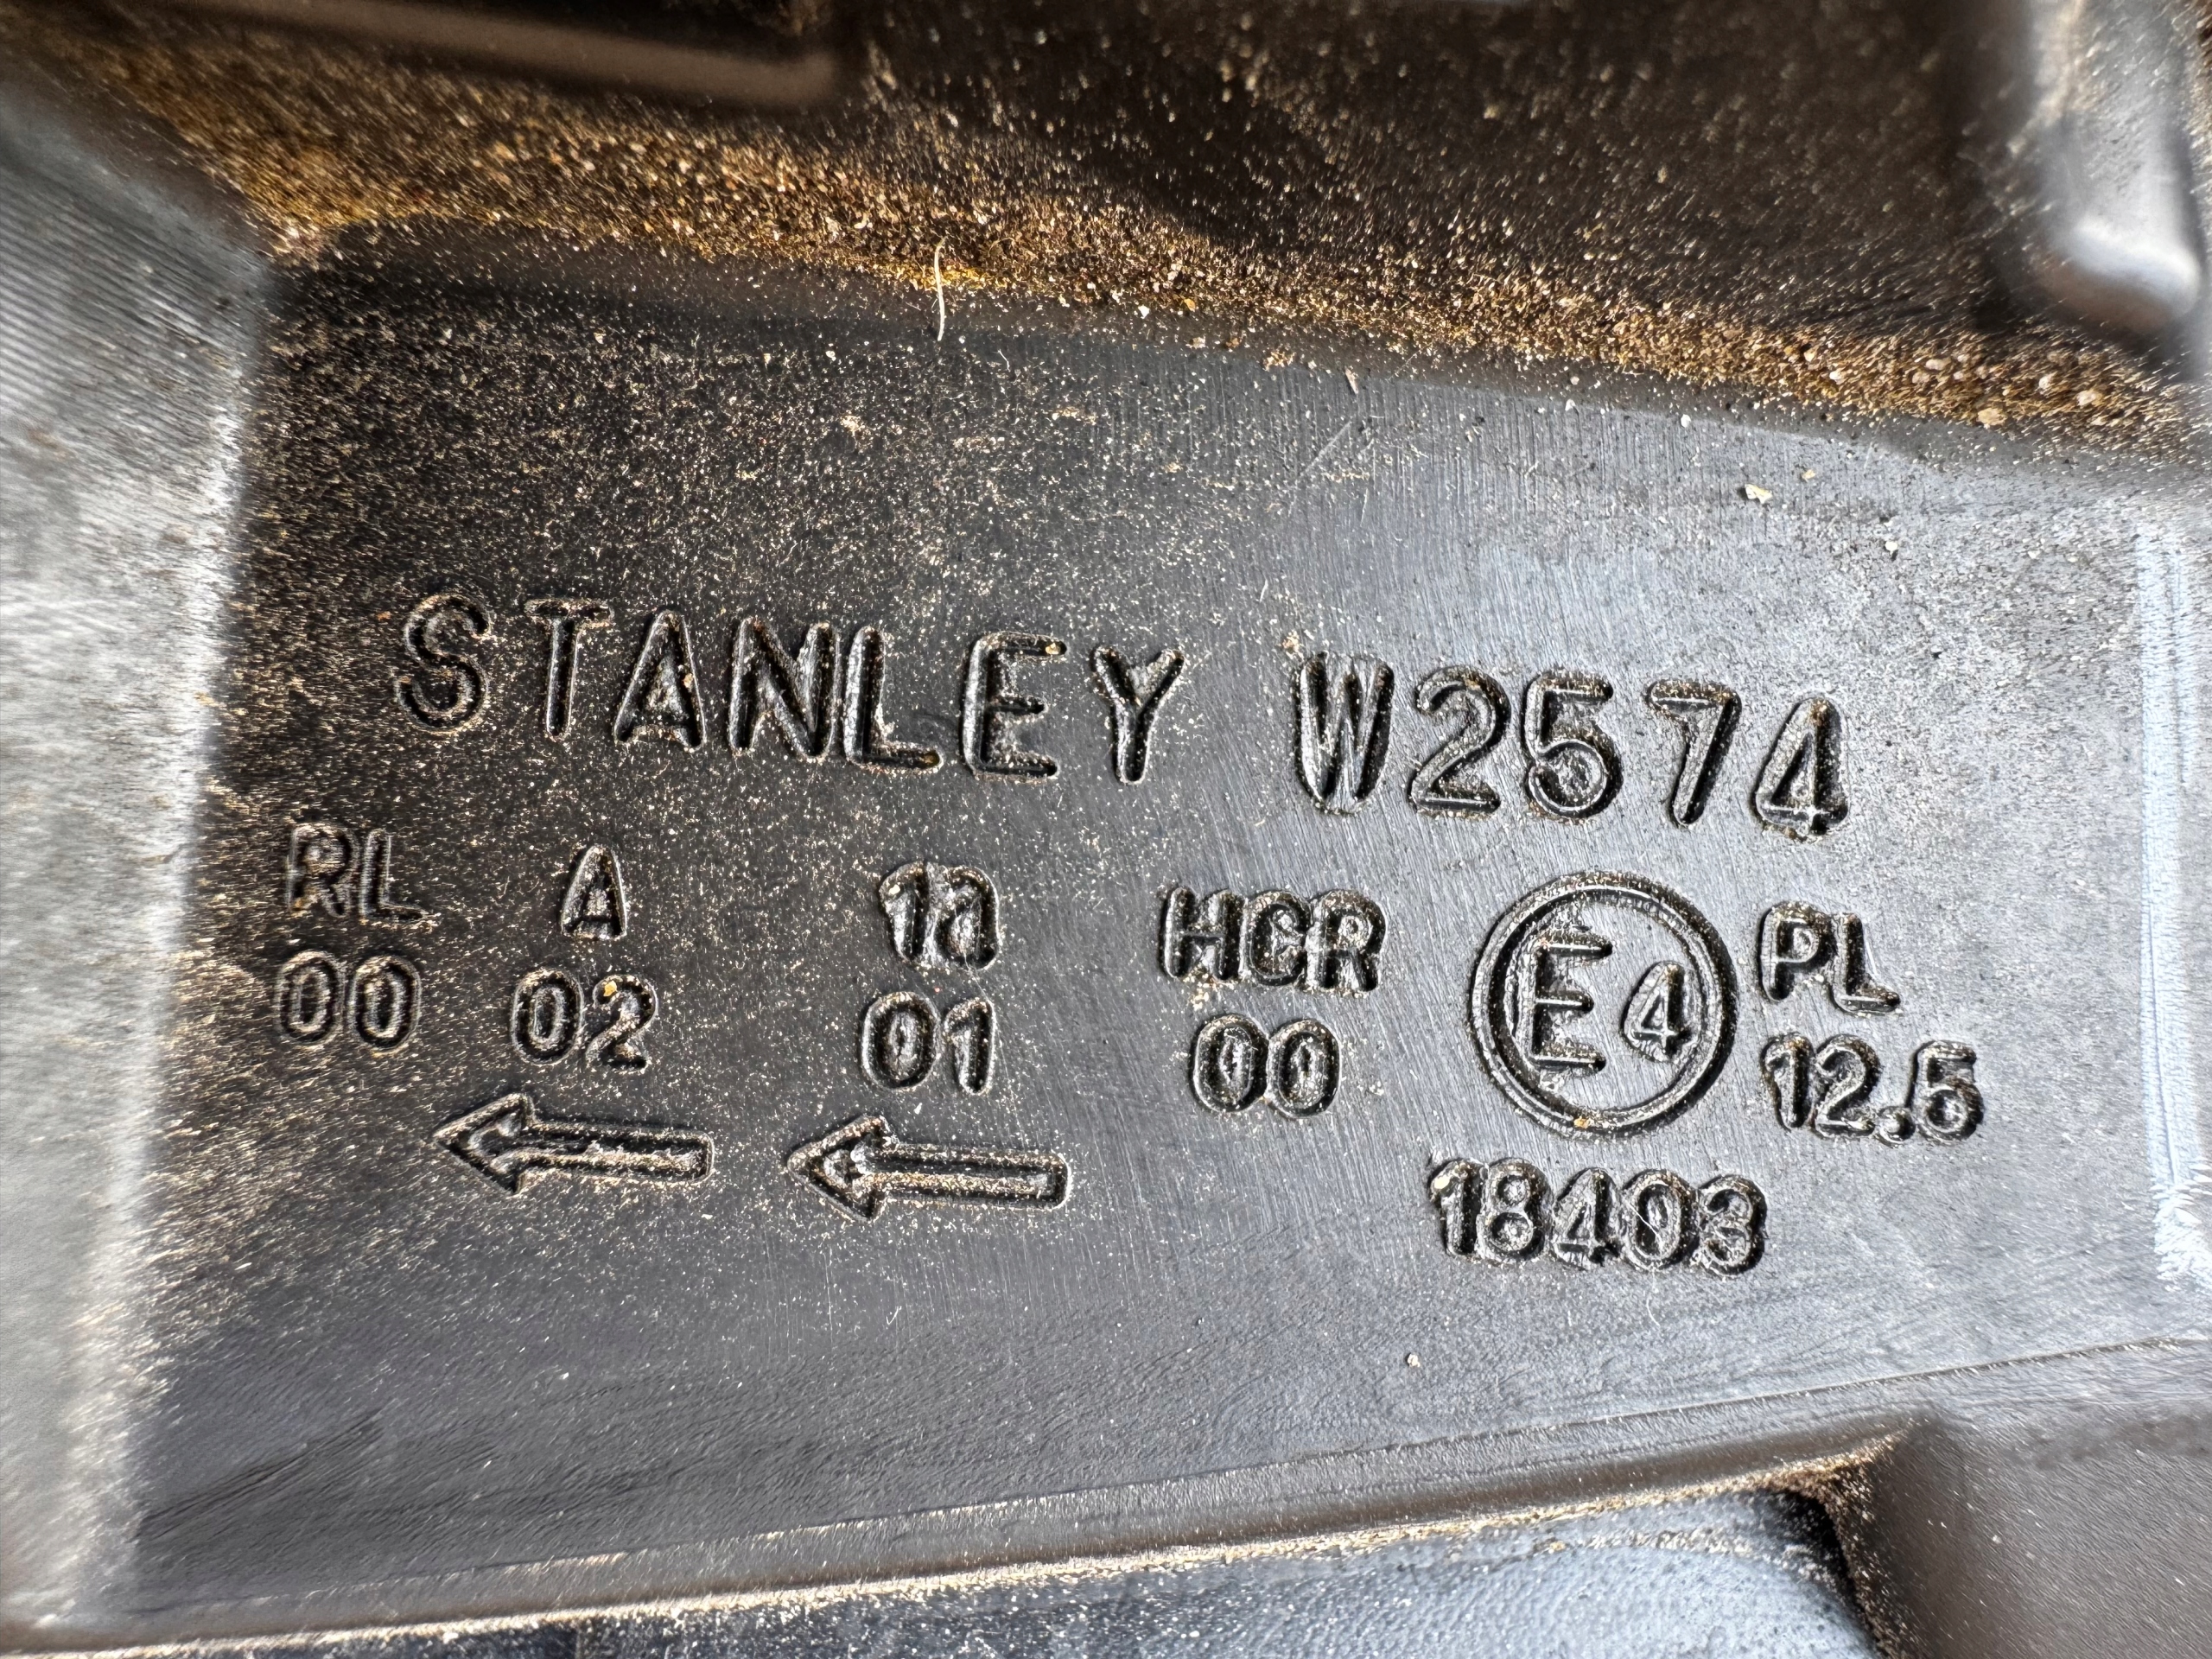 STANLEY W2574
RL A 1a HCR E4 PL
00 02 01 00 12.5
← ← 18403